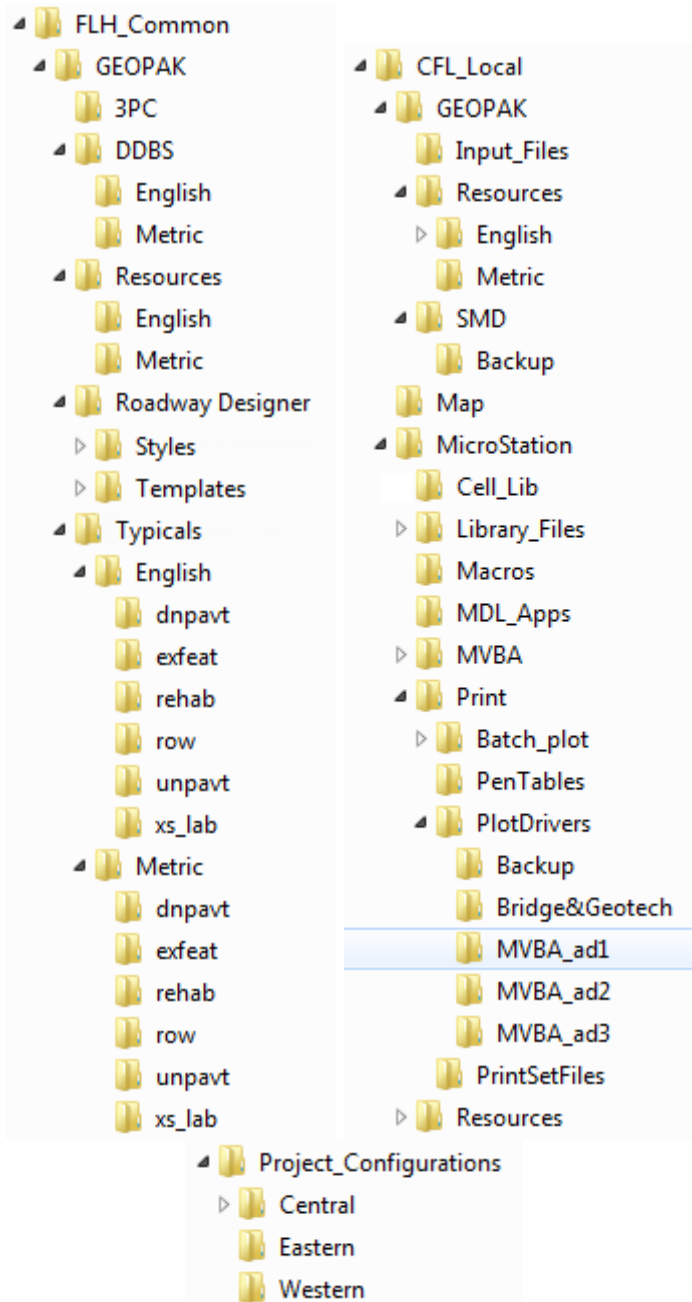 FLH_Common
GEOPAK
3PC
DDBS
English
Metric
Resources
English
Metric
Roadway Designer
Styles
Templates
Typicals
English
dnpavt
exfeat
rehab
row
unpavt
xs_lab
Metric
dnpavt
exfeat
rehab
row
unpavt
xs_lab
CFL_Local
GEOPAK
Input_Files
Resources
English
Metric
SMD
Backup
Map
MicroStation
Cell_Lib
Library_Files
Macros
MDL_Apps
MVBA
Print
Batch_plot
PenTables
PlotDrivers
Backup
Bridge&Geotech
MVBA_ad1
MVBA_ad2
MVBA_ad3
PrintSetFiles
Resources
Project_Configurations
Central
Eastern
Western